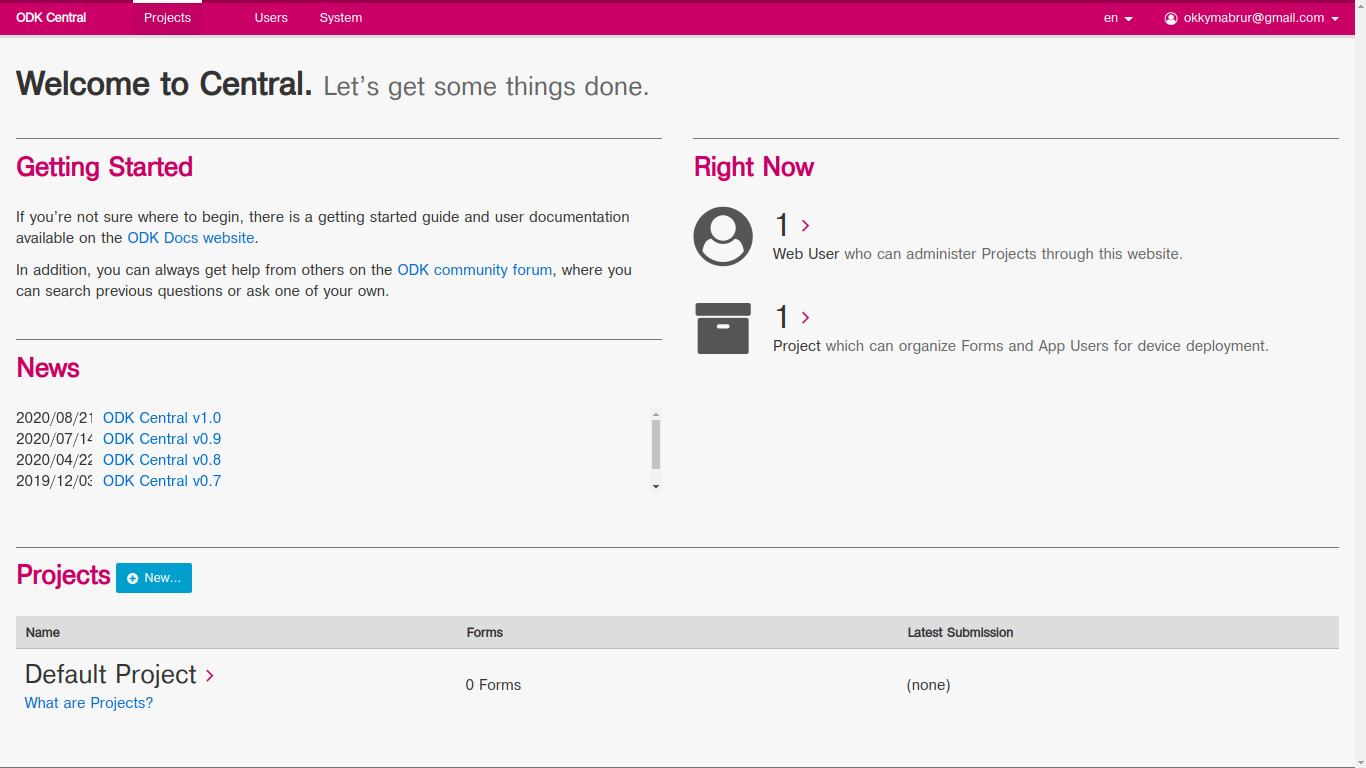 ODK Central Projects Users System en okkymabrur@gmail.com
Welcome to Central. Let's get some things done.
Getting Started
If you're not sure where to begin, there is a getting started guide and user documentation
available on the ODK Docs website.
In addition, you can always get help from others on the ODK community forum, where you
can search previous questions or ask one of your own.
Right Now
1
Web User who can administer Projects through this website.
1
Project which can organize Forms and App Users for device deployment.
News
2020/08/21 ODK Central v1.0
2020/07/14 ODK Central v0.9
2020/04/22 ODK Central v0.8
2019/12/03 ODK Central v0.7
Projects New...
Name Forms Latest Submission
Default Project 0 Forms (none)
What are Projects?